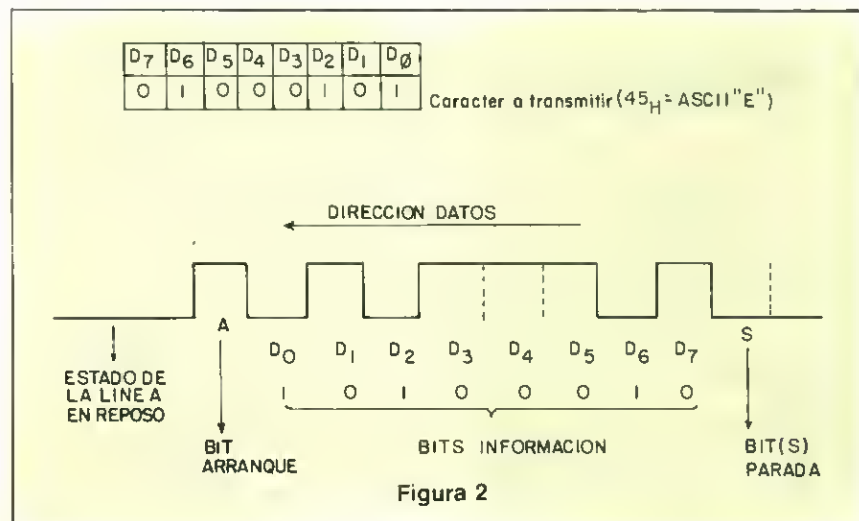 D7 D6 D5 D4 D3 D2 D1 DØ
0 1 0 0 0 1 0 1
Caracter a transmitir (45H = ASCII "E")
DIRECCION DATOS
A
S
D0 D1 D2 D3 D4 D5 D6 D7
1 0 1 0 0 0 1 0
ESTADO DE
LA LINEA
EN REPOSO
BIT
ARRANQUE
BITS INFORMACION
BIT(S)
PARADA
Figura 2